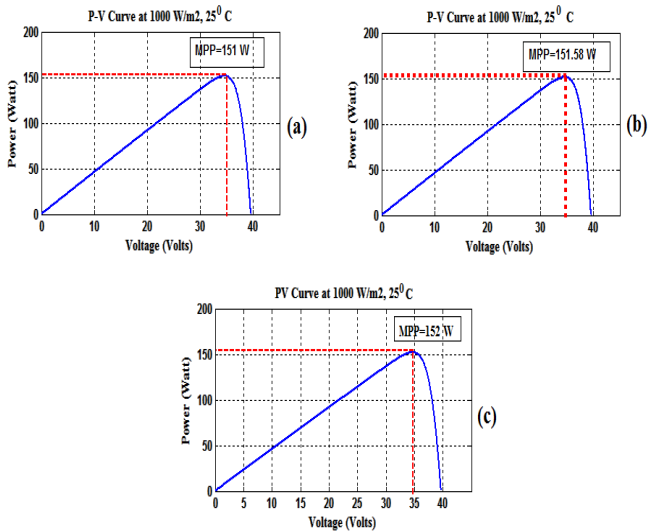 P-V Curve at 1000 W/m2, 25⁰ C
MPP=151 W
200
150
100
50
0
Power (Watt)
0 10 20 30 40
Voltage (Volts)
(a)
P-V Curve at 1000 W/m2, 25⁰ C
MPP=151.58 W
200
150
100
50
0
Power (Watt)
0 10 20 30 40
Voltage (Volts)
(b)
PV Curve at 1000 W/m2, 25⁰ C
MPP=152 W
200
150
100
50
0
Power (Watt)
0 5 10 15 20 25 30 35 40
Voltage (Volts)
(c)